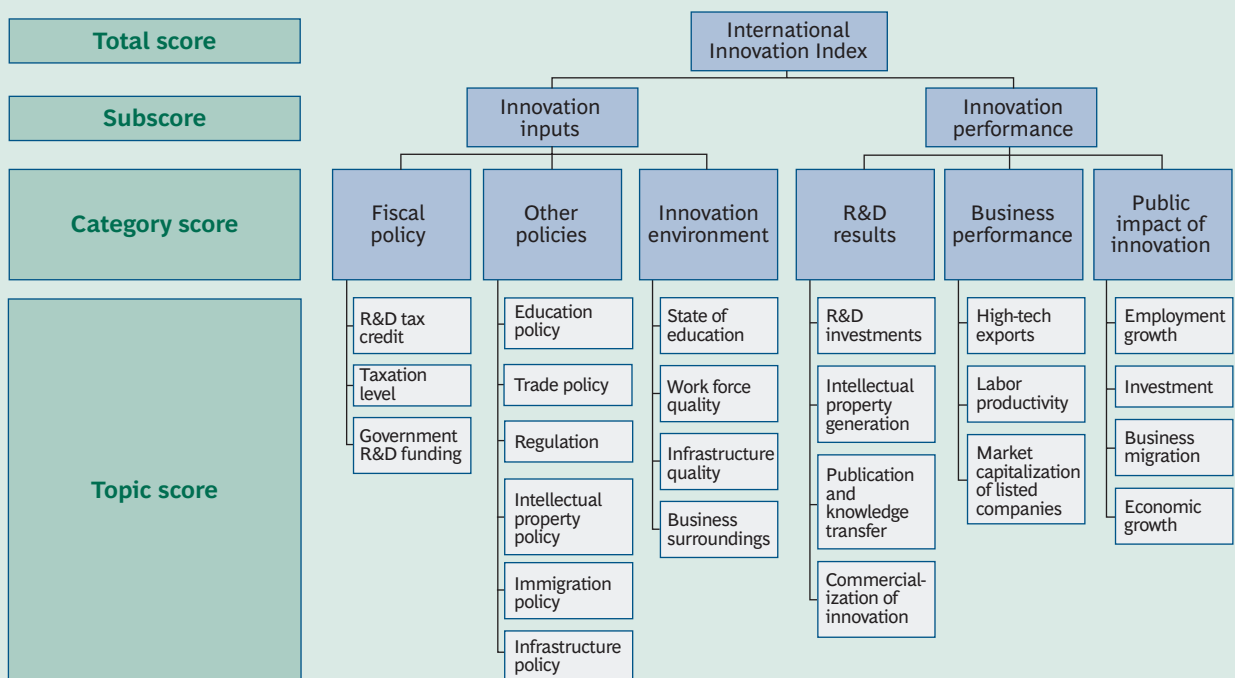 Total score
International
Innovation Index
Subscore
Innovation
inputs
Innovation
performance
Category score
Fiscal
policy
Other
policies
Innovation
environment
R&D
results
Business
performance
Public
impact of
innovation
Topic score
R&D tax
credit
Taxation
level
Government
R&D funding
Education
policy
Trade policy
Regulation
Intellectual
property
policy
Immigration
policy
Infrastructure
policy
State of
education
Work force
quality
Infrastructure
quality
Business
surroundings
R&D
investments
Intellectual
property
generation
Publication
and
knowledge
transfer
Commercial-
ization of
innovation
High-tech
exports
Labor
productivity
Market
capitalization
of listed
companies
Employment
growth
Investment
Business
migration
Economic
growth